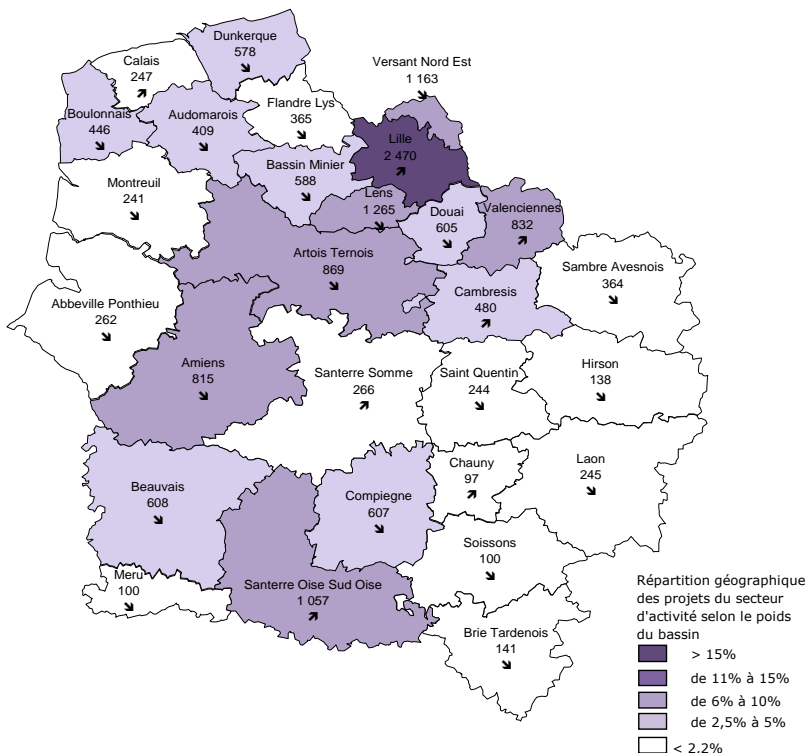 Dunkerque
578
Calais
247
Versant Nord Est
1 163
Flandre Lys
365
Boulonnais
446
Audomarois
409
Lille
2 470
Bassin Minier
588
Montreuil
241
Lens
1 265
Douai
605
Valenciennes
832
Artois Ternois
869
Sambre Avesnois
364
Abbeville Ponthieu
262
Cambresis
480
Amiens
815
Santerre Somme
266
Saint Quentin
244
Hirson
138
Chauny
97
Laon
245
Beauvais
608
Compiegne
607
Soissons
100
Meru
100
Santerre Oise Sud Oise
1 057
Brie Tardenois
141
Répartition géographique
des projets du secteur
d'activité selon le poids
du bassin
> 15%
de 11% à 15%
de 6% à 10%
de 2,5% à 5%
< 2,2%